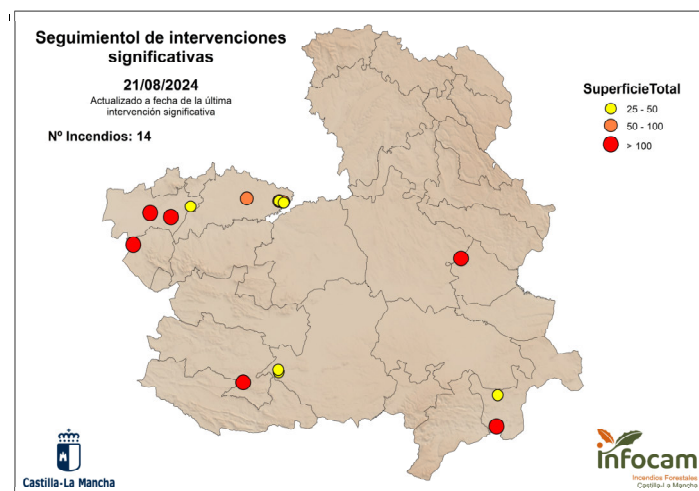 Seguimientol de intervenciones
significativas
21/08/2024
Actualizado a fecha de la última
intervención significativa
Nº Incendios: 14
SuperficieTotal
25 - 50
50 - 100
> 100
Castilla-La Mancha
infocam
Incendios Forestales
Castilla-La Mancha